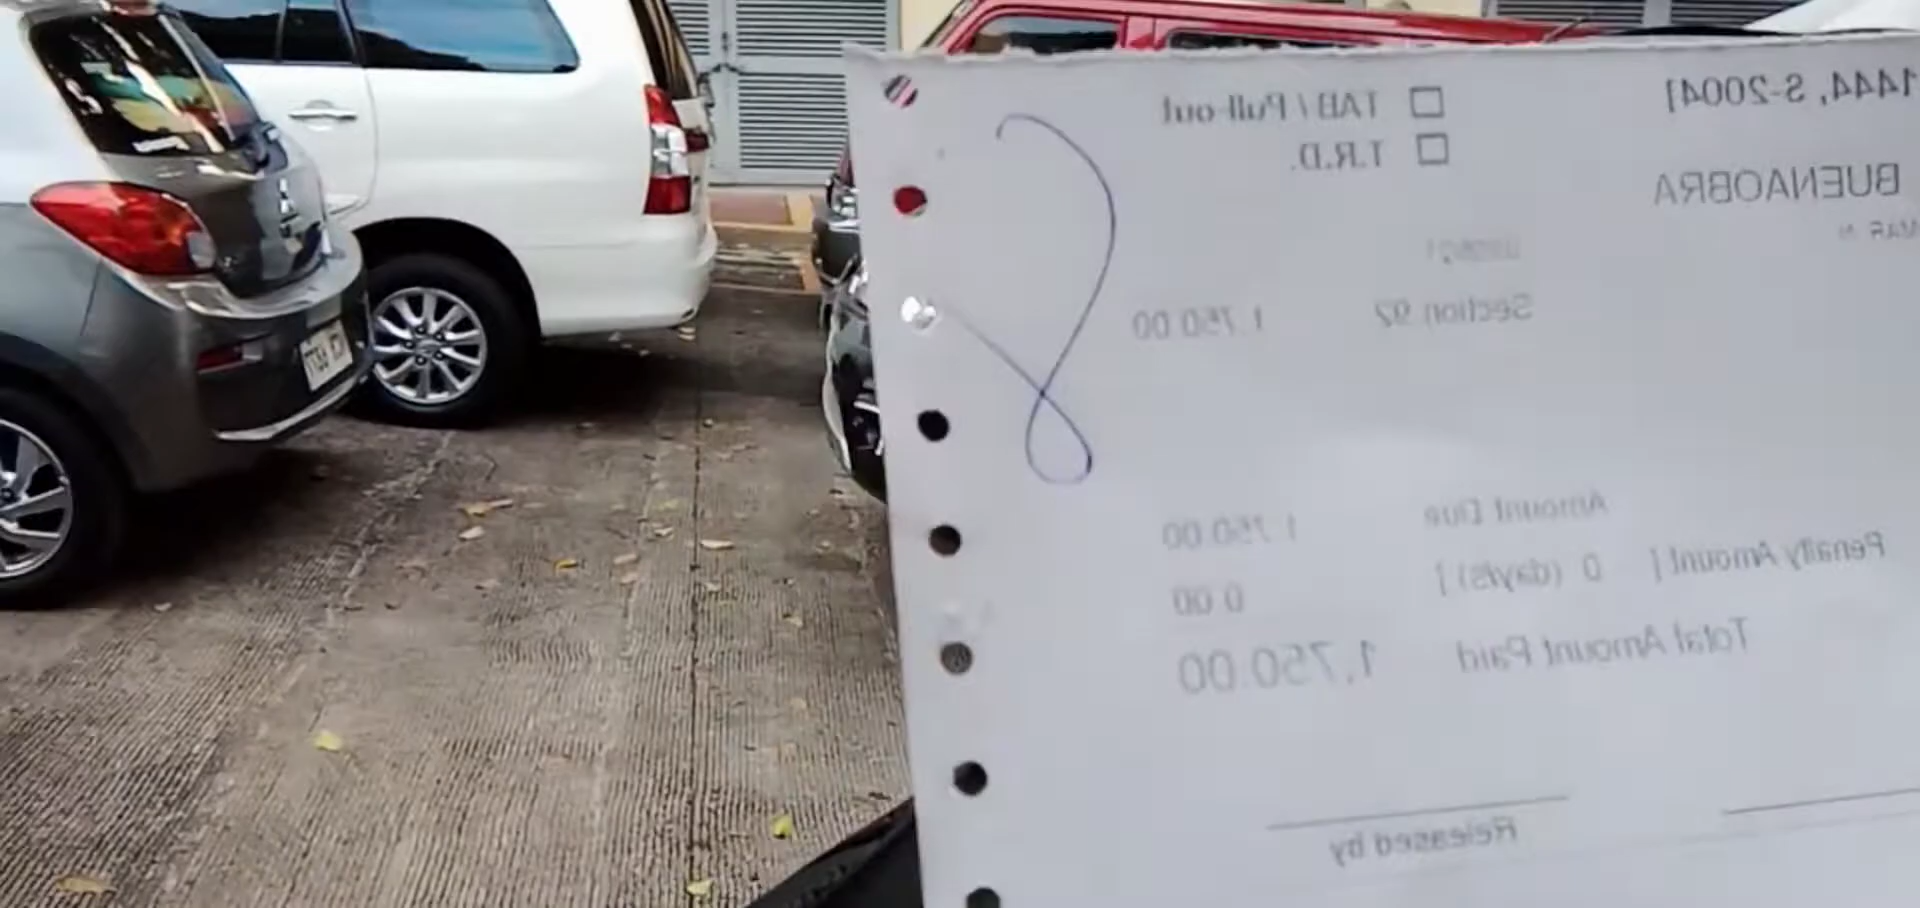 1444, S-2004]
☐ TAB / Pull-out
☐ T.R.D.
BUENAOBRA
Section 92 1,750.00
Amount Due 1,750.00
Penalty Amount [ 0 (day/s) ] 0.00
Total Amount Paid 1,750.00
Released by